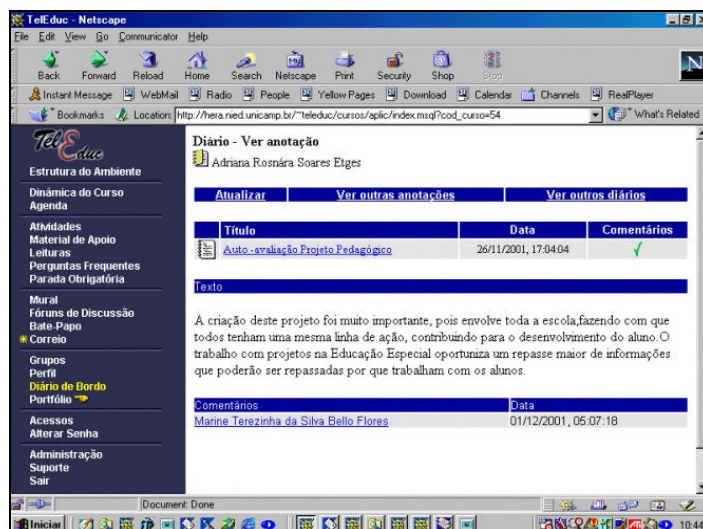 TelEduc - Netscape
File Edit View Go Communicator Help
Back Forward Reload Home Search Netscape Print Security Shop Stop
Instant Message WebMail Radio People Yellow Pages Download Calendar Channels RealPlayer
Bookmarks Location: http://hera.nied.unicamp.br/~teleduc/cursos/aplic/index.msql?cod_curso=54 What's Related
TelEduc
Estrutura do Ambiente
Dinâmica do Curso
Agenda
Atividades
Material de Apoio
Leituras
Perguntas Frequentes
Parada Obrigatória
Mural
Fóruns de Discussão
Bate-Papo
Correio
Grupos
Perfil
Diário de Bordo
Portfólio
Acessos
Alterar Senha
Administração
Suporte
Sair
Diário - Ver anotação
Adriana Rosnára Soares Etges
Atualizar Ver outras anotações Ver outros diários
Título Data Comentários
Auto-avaliação Projeto Pedagógico 26/11/2001, 17:04:04
Texto
A criação deste projeto foi muito importante, pois envolve toda a escola,fazendo com que
todos tenham uma mesma linha de ação, contribuindo para o desenvolvimento do aluno.O
trabalho com projetos na Educação Especial oportuniza um repasse maior de informações
que poderão ser repassadas por que trabalham com os alunos.
Comentários Data
Marine Terezinha da Silva Bello Flores 01/12/2001, 05:07:18
Document: Done
Iniciar 10:44